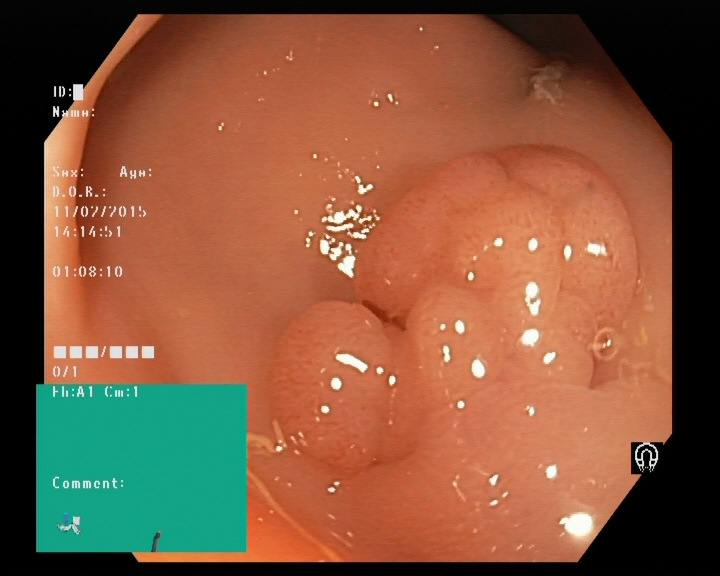 ID:
Name:
Sex: Age:
D.O.B.:
11/02/2015
14:14:51
01:08:10
/
0/1
Eh:A1 Cm:1
Comment: